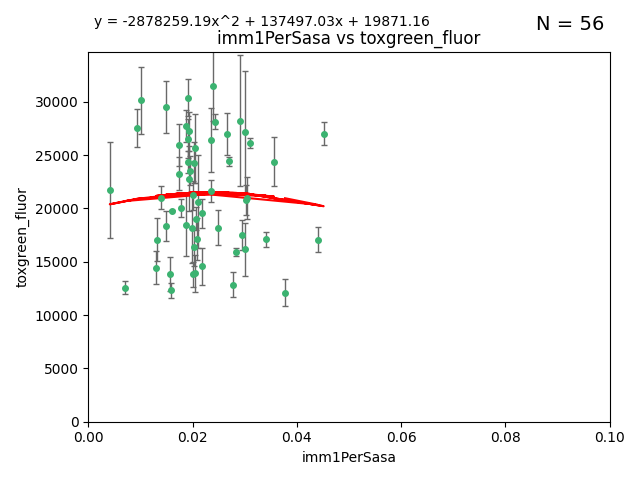 y = -2878259.19x^2 + 137497.03x + 19871.16
N = 56
imm1PerSasa vs toxgreen_fluor
30000
25000
20000
15000
10000
5000
0
toxgreen_fluor
0.00 0.02 0.04 0.06 0.08 0.10
imm1PerSasa